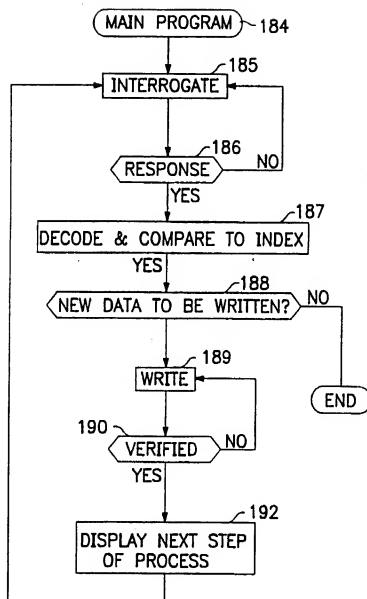 MAIN PROGRAM
184
185
INTERROGATE
186
RESPONSE
NO
YES
187
DECODE & COMPARE TO INDEX
YES
188
NEW DATA TO BE WRITTEN?
NO
189
WRITE
END
190
VERIFIED
NO
YES
192
DISPLAY NEXT STEP
OF PROCESS